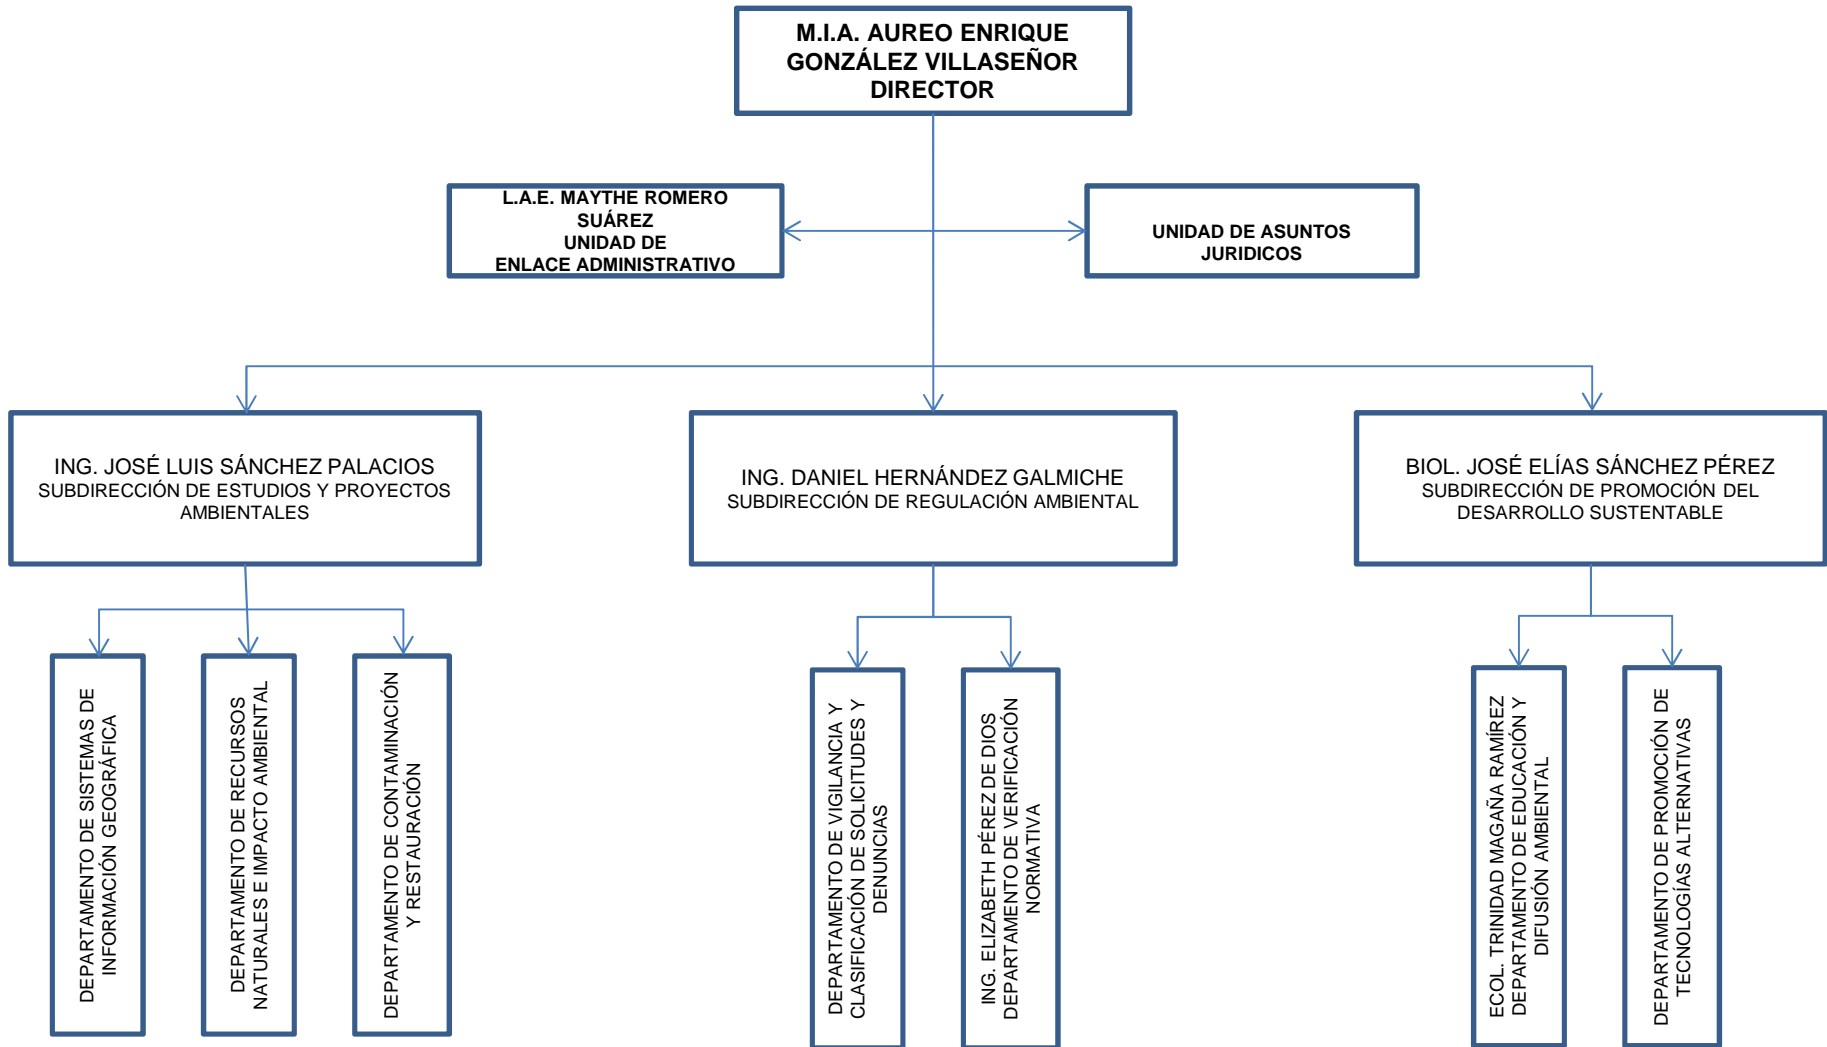 M.I.A. AUREO ENRIQUE
GONZÁLEZ VILLASEÑOR
DIRECTOR
L.A.E. MAYTHE ROMERO
SUÁREZ
UNIDAD DE
ENLACE ADMINISTRATIVO
UNIDAD DE ASUNTOS
JURIDICOS
ING. JOSÉ LUIS SÁNCHEZ PALACIOS
SUBDIRECCIÓN DE ESTUDIOS Y PROYECTOS
AMBIENTALES
ING. DANIEL HERNÁNDEZ GALMICHE
SUBDIRECCIÓN DE REGULACIÓN AMBIENTAL
BIOL. JOSÉ ELÍAS SÁNCHEZ PÉREZ
SUBDIRECCIÓN DE PROMOCIÓN DEL
DESARROLLO SUSTENTABLE
DEPARTAMENTO DE SISTEMAS DE
INFORMACIÓN GEOGRÁFICA
DEPARTAMENTO DE RECURSOS
NATURALES E IMPACTO AMBIENTAL
DEPARTAMENTO DE CONTAMINACIÓN
Y RESTAURACIÓN
DEPARTAMENTO DE VIGILANCIA Y
CLASIFICACIÓN DE SOLICITUDES Y
DENUNCIAS
ING. ELIZABETH PÉREZ DE DIOS
DEPARTAMENTO DE VERIFICACIÓN
NORMATIVA
ECOL. TRINIDAD MAGAÑA RAMÍREZ
DEPARTAMENTO DE EDUCACIÓN Y
DIFUSIÓN AMBIENTAL
DEPARTAMENTO DE PROMOCIÓN DE
TECNOLOGÍAS ALTERNATIVAS